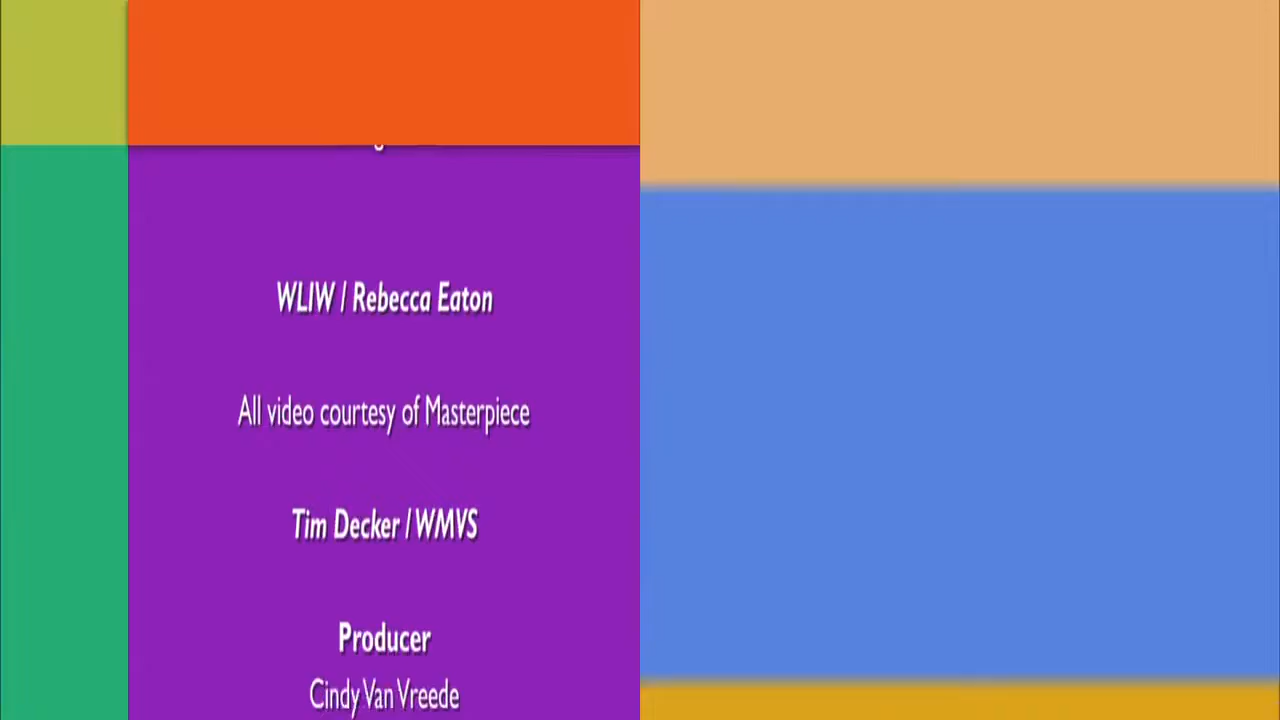 WLIW / Rebecca Eaton
All video courtesy of Masterpiece
Tim Decker / WMVS
Producer
Cindy Van Vreede